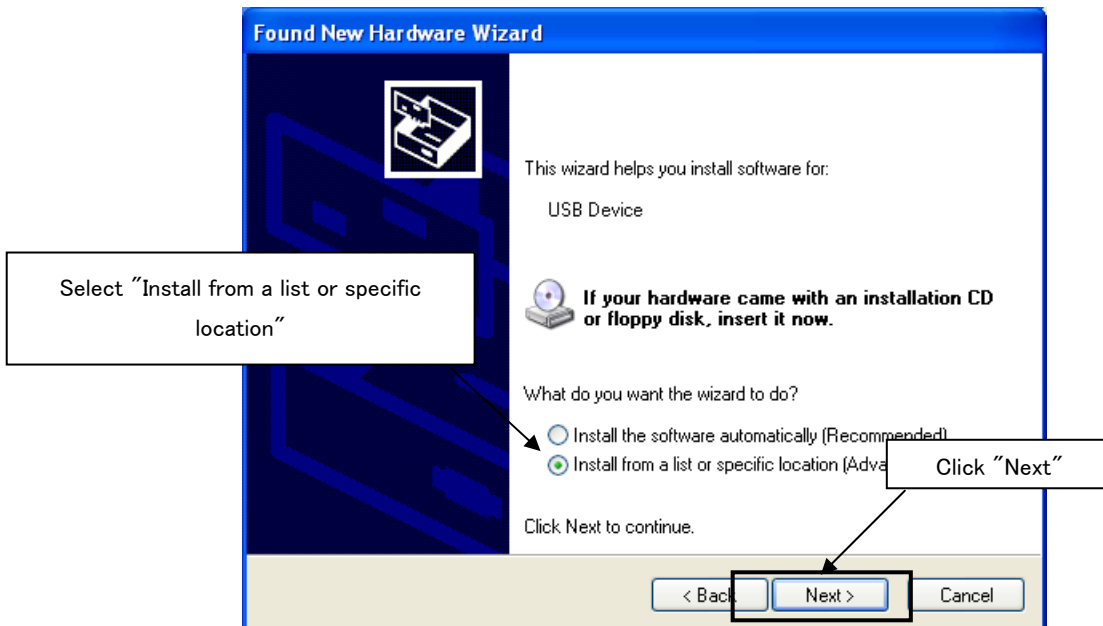 Found New Hardware Wizard
This wizard helps you install software for:
USB Device
Select "Install from a list or specific
location"
If your hardware came with an installation CD
or floppy disk, insert it now.
What do you want the wizard to do?
Install the software automatically (Recommended)
Install from a list or specific location (Adva
Click "Next"
Click Next to continue.
< Back
Next >
Cancel